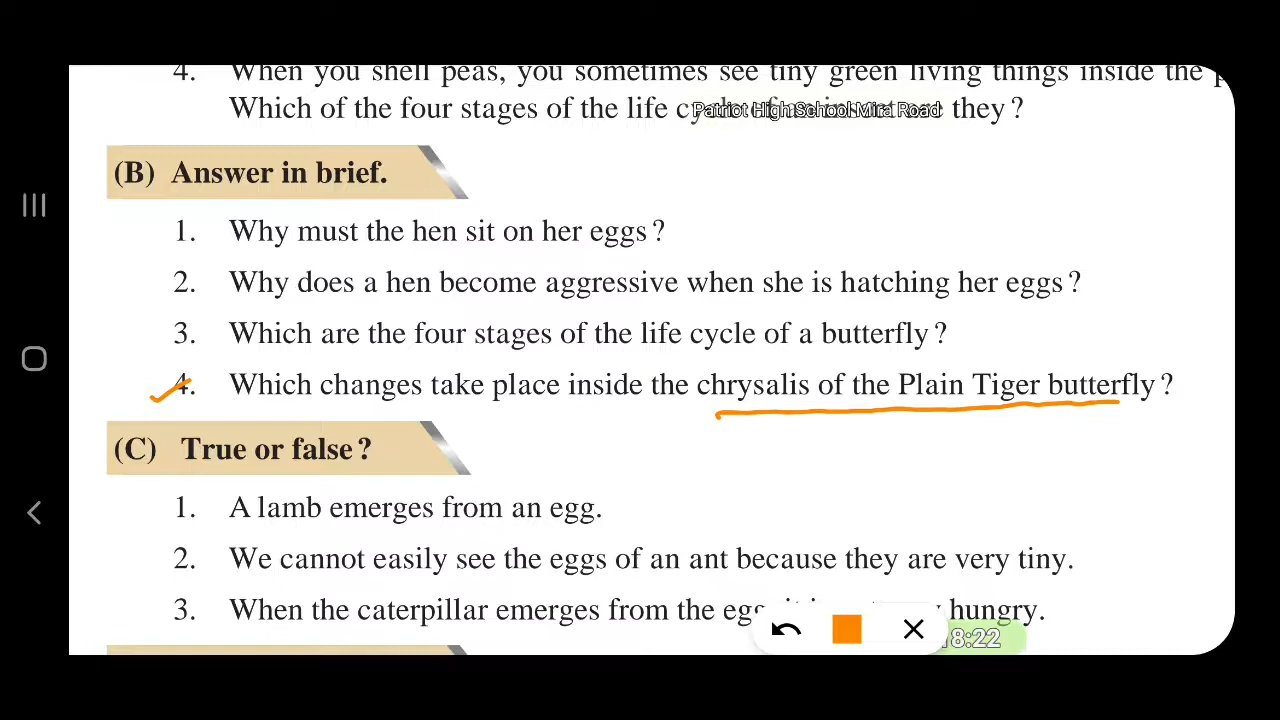 4. When you shell peas, you sometimes see tiny green living things inside the
Which of the four stages of the life they?
Patriot High School Mira Road
(B) Answer in brief.
1. Why must the hen sit on her eggs?
2. Why does a hen become aggressive when she is hatching her eggs?
3. Which are the four stages of the life cycle of a butterfly?
4. Which changes take place inside the chrysalis of the Plain Tiger butterfly?
(C) True or false?
1. A lamb emerges from an egg.
2. We cannot easily see the eggs of an ant because they are very tiny.
3. When the caterpillar emerges from the hungry.
8:22